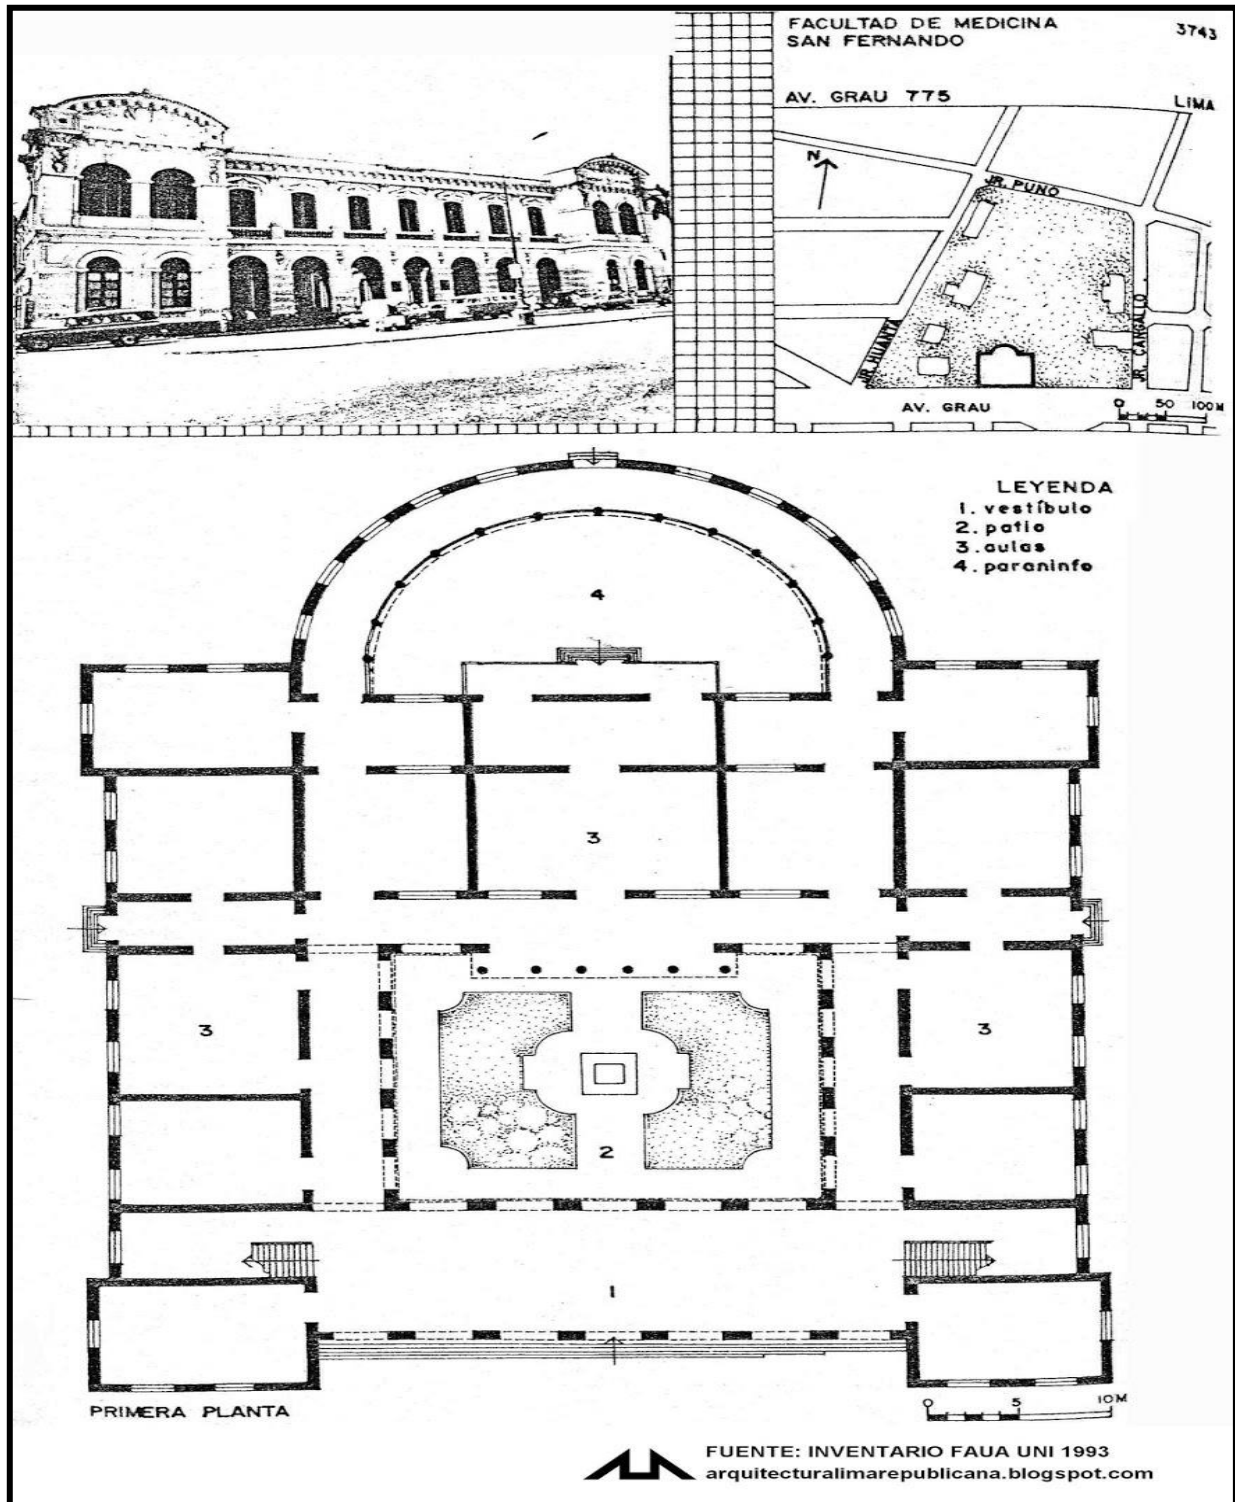 FACULTAD DE MEDICINA
SAN FERNANDO
3743
AV. GRAU 775
LIMA
N
JR. PUNO
JR. HUANTA
JR. CANGALLO
AV. GRAU
0 50 100M
LEYENDA
1. vestíbulo
2. patio
3. aulas
4. paraninfo
4
3
3
3
2
1
PRIMERA PLANTA
0 5 10M
FUENTE: INVENTARIO FAUA UNI 1993
arquitecturalimarepublicana.blogspot.com